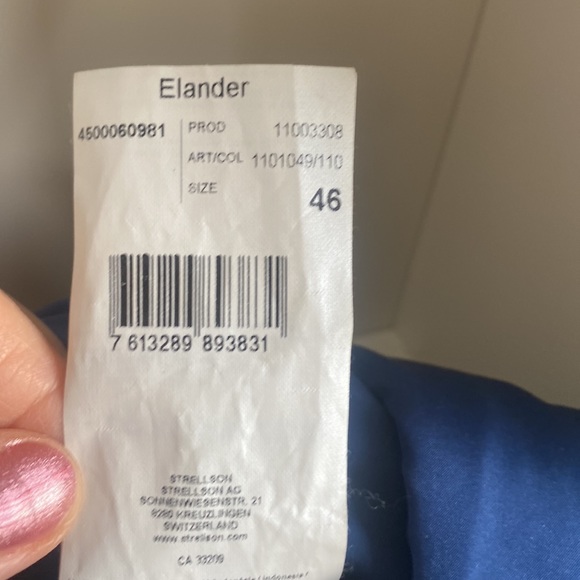 Elander
4500060981 PROD 11003308
ART/COL 1101049/110
SIZE 46
7 613289 893831
STRELLSON
STRELLSON AG
SONNENWIESENSTR. 21
8280 KREUZLINGEN
SWITZERLAND
www.strellson.com
CA 33209